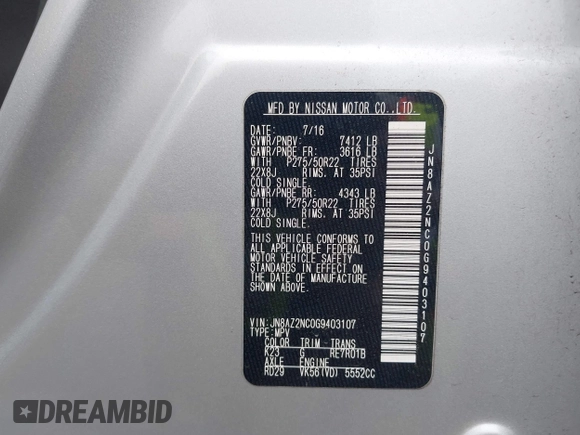 MFD BY NISSAN MOTOR CO.,LTD.
DATE: 7/16
GVWR/PNBV: 7412 LB
GAWR/PNBE FR: 3616 LB
WITH P275/50R22 TIRES
22X8J RIMS. AT 35PSI
COLD SINGLE.
GAWR/PNBE RR: 4343 LB
WITH P275/50R22 TIRES
22X8J RIMS. AT 35PSI
COLD SINGLE.
THIS VEHICLE CONFORMS TO
ALL APPLICABLE FEDERAL
MOTOR VEHICLE SAFETY
STANDARDS IN EFFECT ON
THE DATE OF MANUFACTURE
SHOWN ABOVE.
VIN: JN8AZ2NC0G9403107
TYPE: MPV
COLOR TRIM TRANS
K23 G RE7R01B
AXLE ENGINE
RD29 VK56(VD) 5552CC
JN8AZ2NC0G9403107
DREAMBID